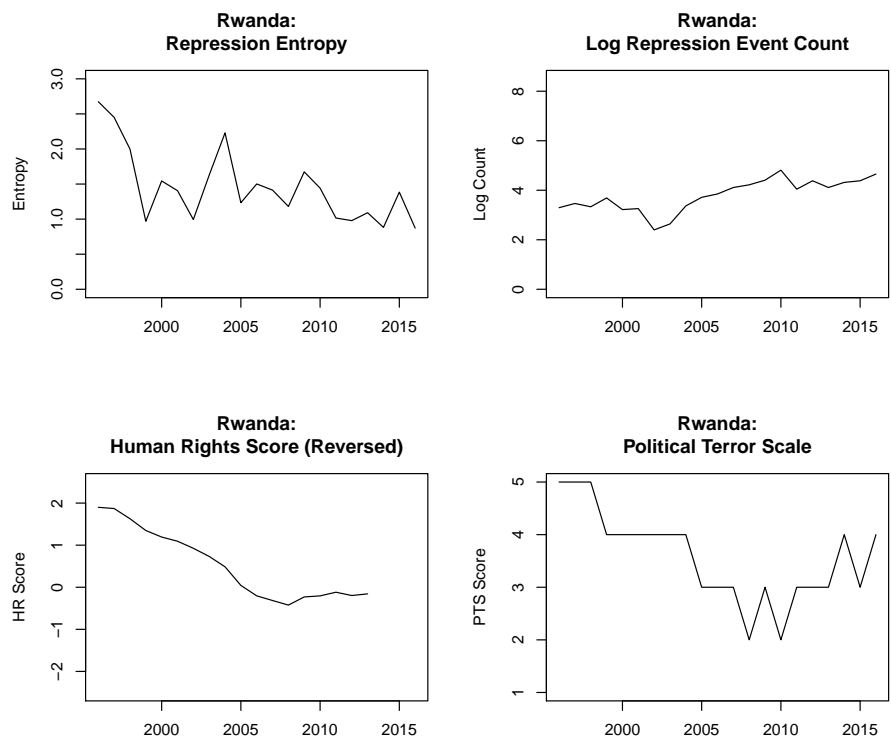 Rwanda:
Repression Entropy
Entropy
3.0
2.0
1.0
0.0
2000 2005 2010 2015
Rwanda:
Log Repression Event Count
Log Count
8
6
4
2
0
2000 2005 2010 2015
Rwanda:
Human Rights Score (Reversed)
HR Score
2
1
0
−1
−2
2000 2005 2010 2015
Rwanda:
Political Terror Scale
PTS Score
5
4
3
2
1
2000 2005 2010 2015